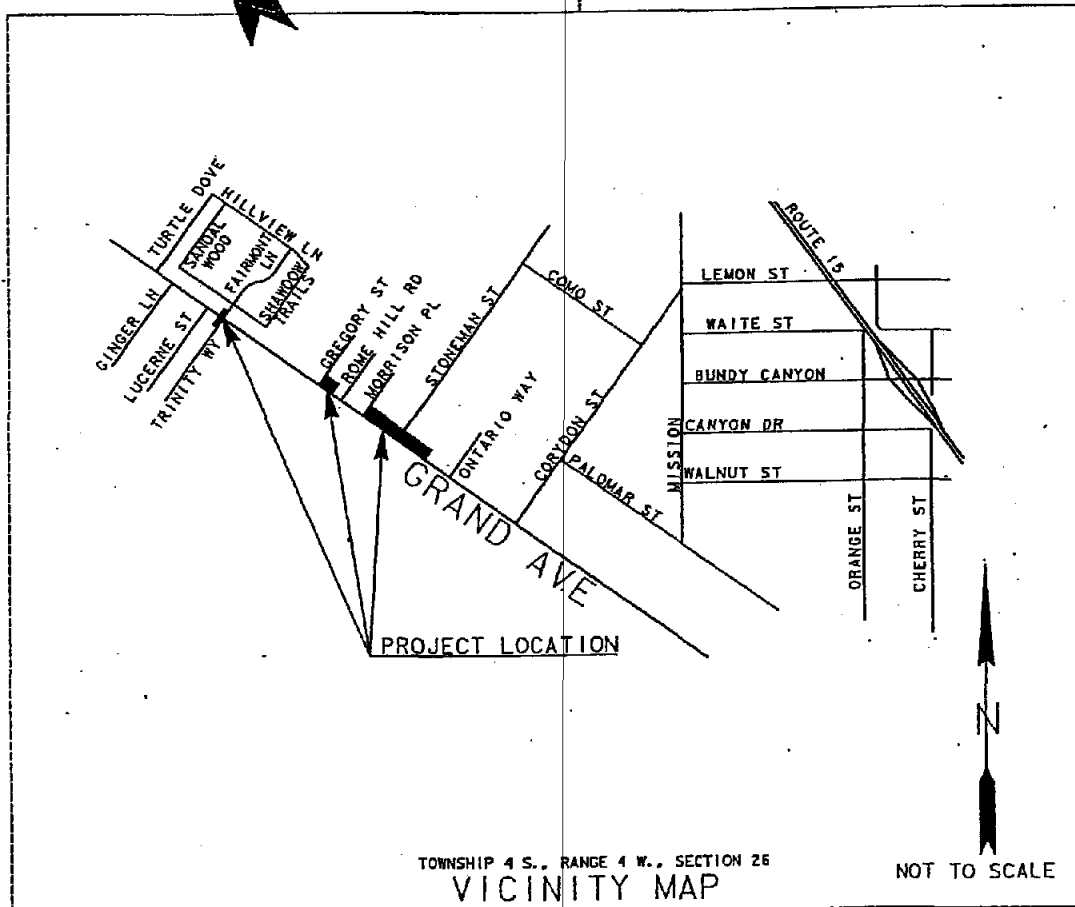 TURTLE DOVE
HILLVIEW LN
SANDAL
WOOD
FAIRMONT
LN
SHAWDOW
TRAILS
GINGER LN
LUCERNE ST
TRINITY WY
GREGORY ST
ROME HILL RD
MORRISON PL
STONEMAN ST
COMO ST
ONTARIO WAY
CORYDON ST
PALOMAR ST
GRAND AVE
MISSION
ROUTE 15
LEMON ST
WAITE ST
BUNDY CANYON
CANYON DR
WALNUT ST
ORANGE ST
CHERRY ST
PROJECT LOCATION
N
TOWNSHIP 4 S., RANGE 4 W., SECTION 26
VICINITY MAP
NOT TO SCALE